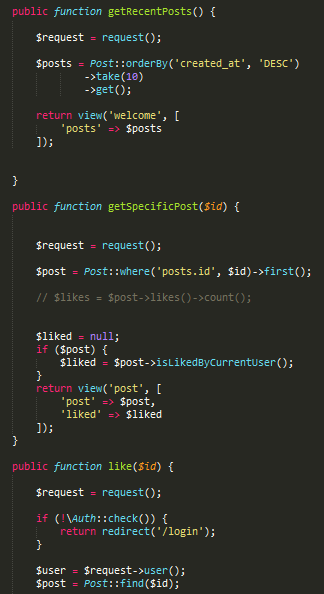 public function getRecentPosts() {
$request = request();
$posts = Post::orderBy('created_at', 'DESC')
->take(10)
->get();
return view('welcome', [
'posts' => $posts
]);
}
public function getSpecificPost($id) {
$request = request();
$post = Post::where('posts.id', $id)->first();
// $likes = $post->likes()->count();
$liked = null;
if ($post) {
$liked = $post->isLikedByCurrentUser();
}
return view('post', [
'post' => $post,
'liked' => $liked
]);
}
public function like($id) {
$request = request();
if (!\Auth::check()) {
return redirect('/login');
}
$user = $request->user();
$post = Post::find($id);